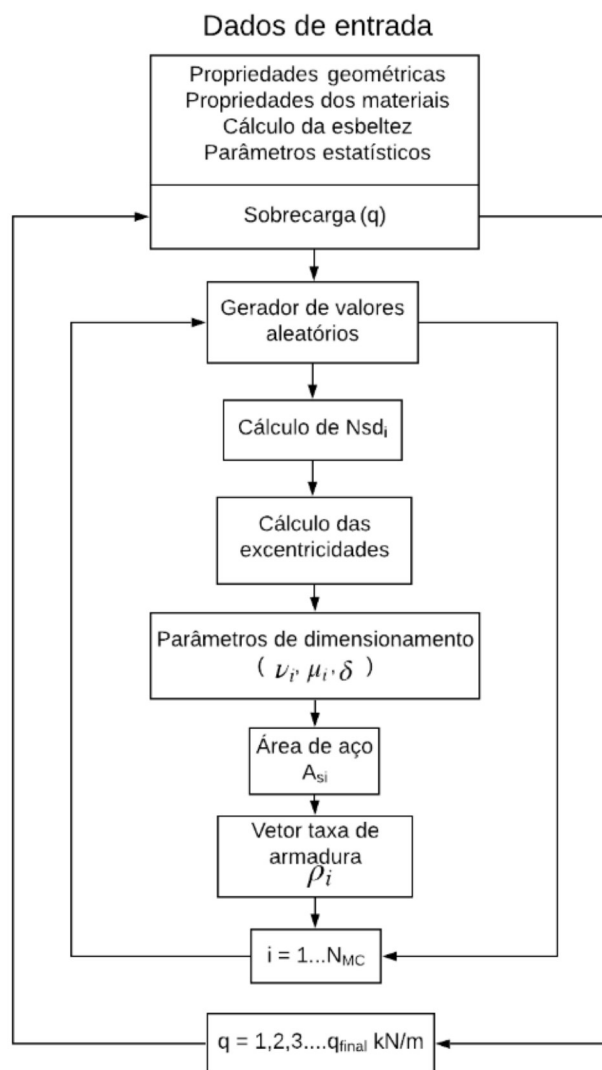 Dados de entrada
Propriedades geométricas
Propriedades dos materiais
Cálculo da esbeltez
Parâmetros estatísticos
Sobrecarga (q)
Gerador de valores
aleatórios
Cálculo de Nsdᵢ
Cálculo das
excentricidades
Parâmetros de dimensionamento
( νᵢ, μᵢ, δ )
Área de aço
Aₛᵢ
Vetor taxa de
armadura
ρᵢ
i = 1...N_MC
q = 1,2,3....q_final kN/m